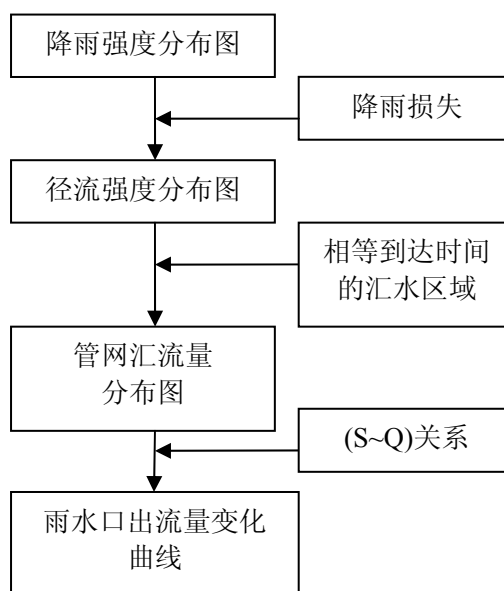 降雨强度分布图
降雨损失
径流强度分布图
相等到达时间
的汇水区域
管网汇流量
分布图
(S~Q)关系
雨水口出流量变化
曲线